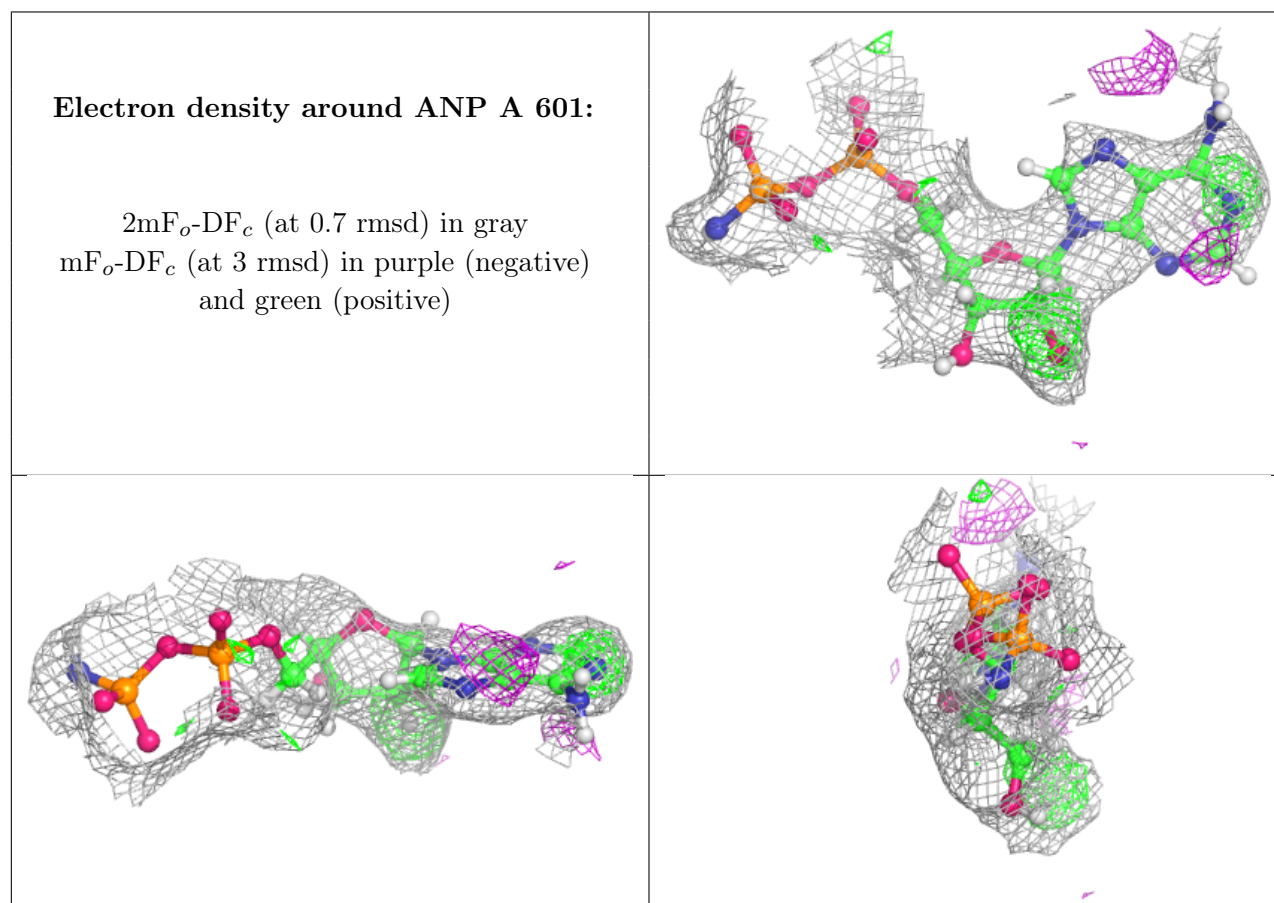 Electron density around ANP A 601:
2mFo-DFc (at 0.7 rmsd) in gray
mFo-DFc (at 3 rmsd) in purple (negative)
and green (positive)